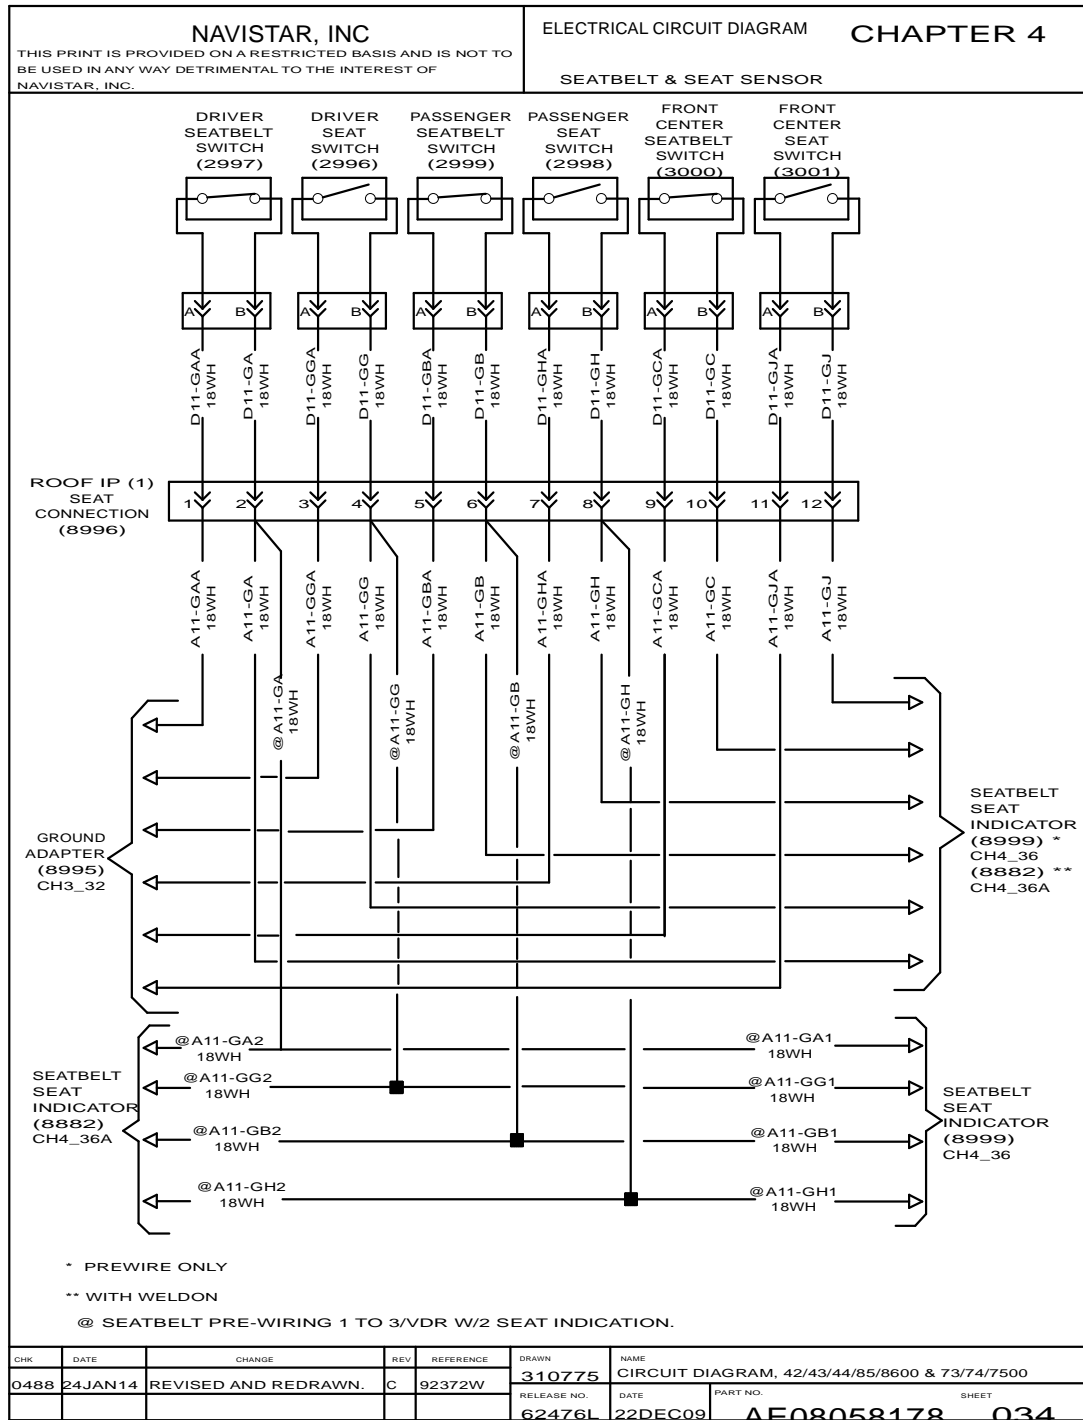 NAVISTAR, INC
THIS PRINT IS PROVIDED ON A RESTRICTED BASIS AND IS NOT TO
BE USED IN ANY WAY DETRIMENTAL TO THE INTEREST OF
NAVISTAR, INC.
ELECTRICAL CIRCUIT DIAGRAM
CHAPTER 4
SEATBELT & SEAT SENSOR
DRIVER
SEATBELT
SWITCH
(2997)
DRIVER
SEAT
SWITCH
(2996)
PASSENGER
SEATBELT
SWITCH
(2999)
PASSENGER
SEAT
SWITCH
(2998)
FRONT
CENTER
SEATBELT
SWITCH
(3000)
FRONT
CENTER
SEAT
SWITCH
(3001)
A B A B A B A B A B A B
D11-GAA
18WH
D11-GA
18WH
D11-GGA
18WH
D11-GG
18WH
D11-GBA
18WH
D11-GB
18WH
D11-GHA
18WH
D11-GH
18WH
D11-GCA
18WH
D11-GC
18WH
D11-GJA
18WH
D11-GJ
18WH
ROOF IP (1)
SEAT
CONNECTION
(8996)
1 2 3 4 5 6 7 8 9 10 11 12
A11-GAA
18WH
A11-GA
18WH
A11-GGA
18WH
A11-GG
18WH
A11-GBA
18WH
A11-GB
18WH
A11-GHA
18WH
A11-GH
18WH
A11-GCA
18WH
A11-GC
18WH
A11-GJA
18WH
A11-GJ
18WH
@A11-GA
18WH
@A11-GG
18WH
@A11-GB
18WH
@A11-GH
18WH
GROUND
ADAPTER
(8995)
CH3_32
SEATBELT
SEAT
INDICATOR
(8999) *
CH4_36
(8882) **
CH4_36A
@A11-GA2
18WH
@A11-GA1
18WH
@A11-GG2
18WH
@A11-GG1
18WH
@A11-GB2
18WH
@A11-GB1
18WH
@A11-GH2
18WH
@A11-GH1
18WH
SEATBELT
SEAT
INDICATOR
(8882)
CH4_36A
SEATBELT
SEAT
INDICATOR
(8999)
CH4_36
* PREWIRE ONLY
** WITH WELDON
@ SEATBELT PRE-WIRING 1 TO 3/VDR W/2 SEAT INDICATION.
CHK DATE CHANGE REV REFERENCE
0488 24JAN14 REVISED AND REDRAWN. C 92372W
DRAWN
310775
NAME
CIRCUIT DIAGRAM, 42/43/44/85/8600 & 73/74/7500
RELEASE NO.
62476L
DATE
22DEC09
PART NO.
AE08058178
SHEET
034